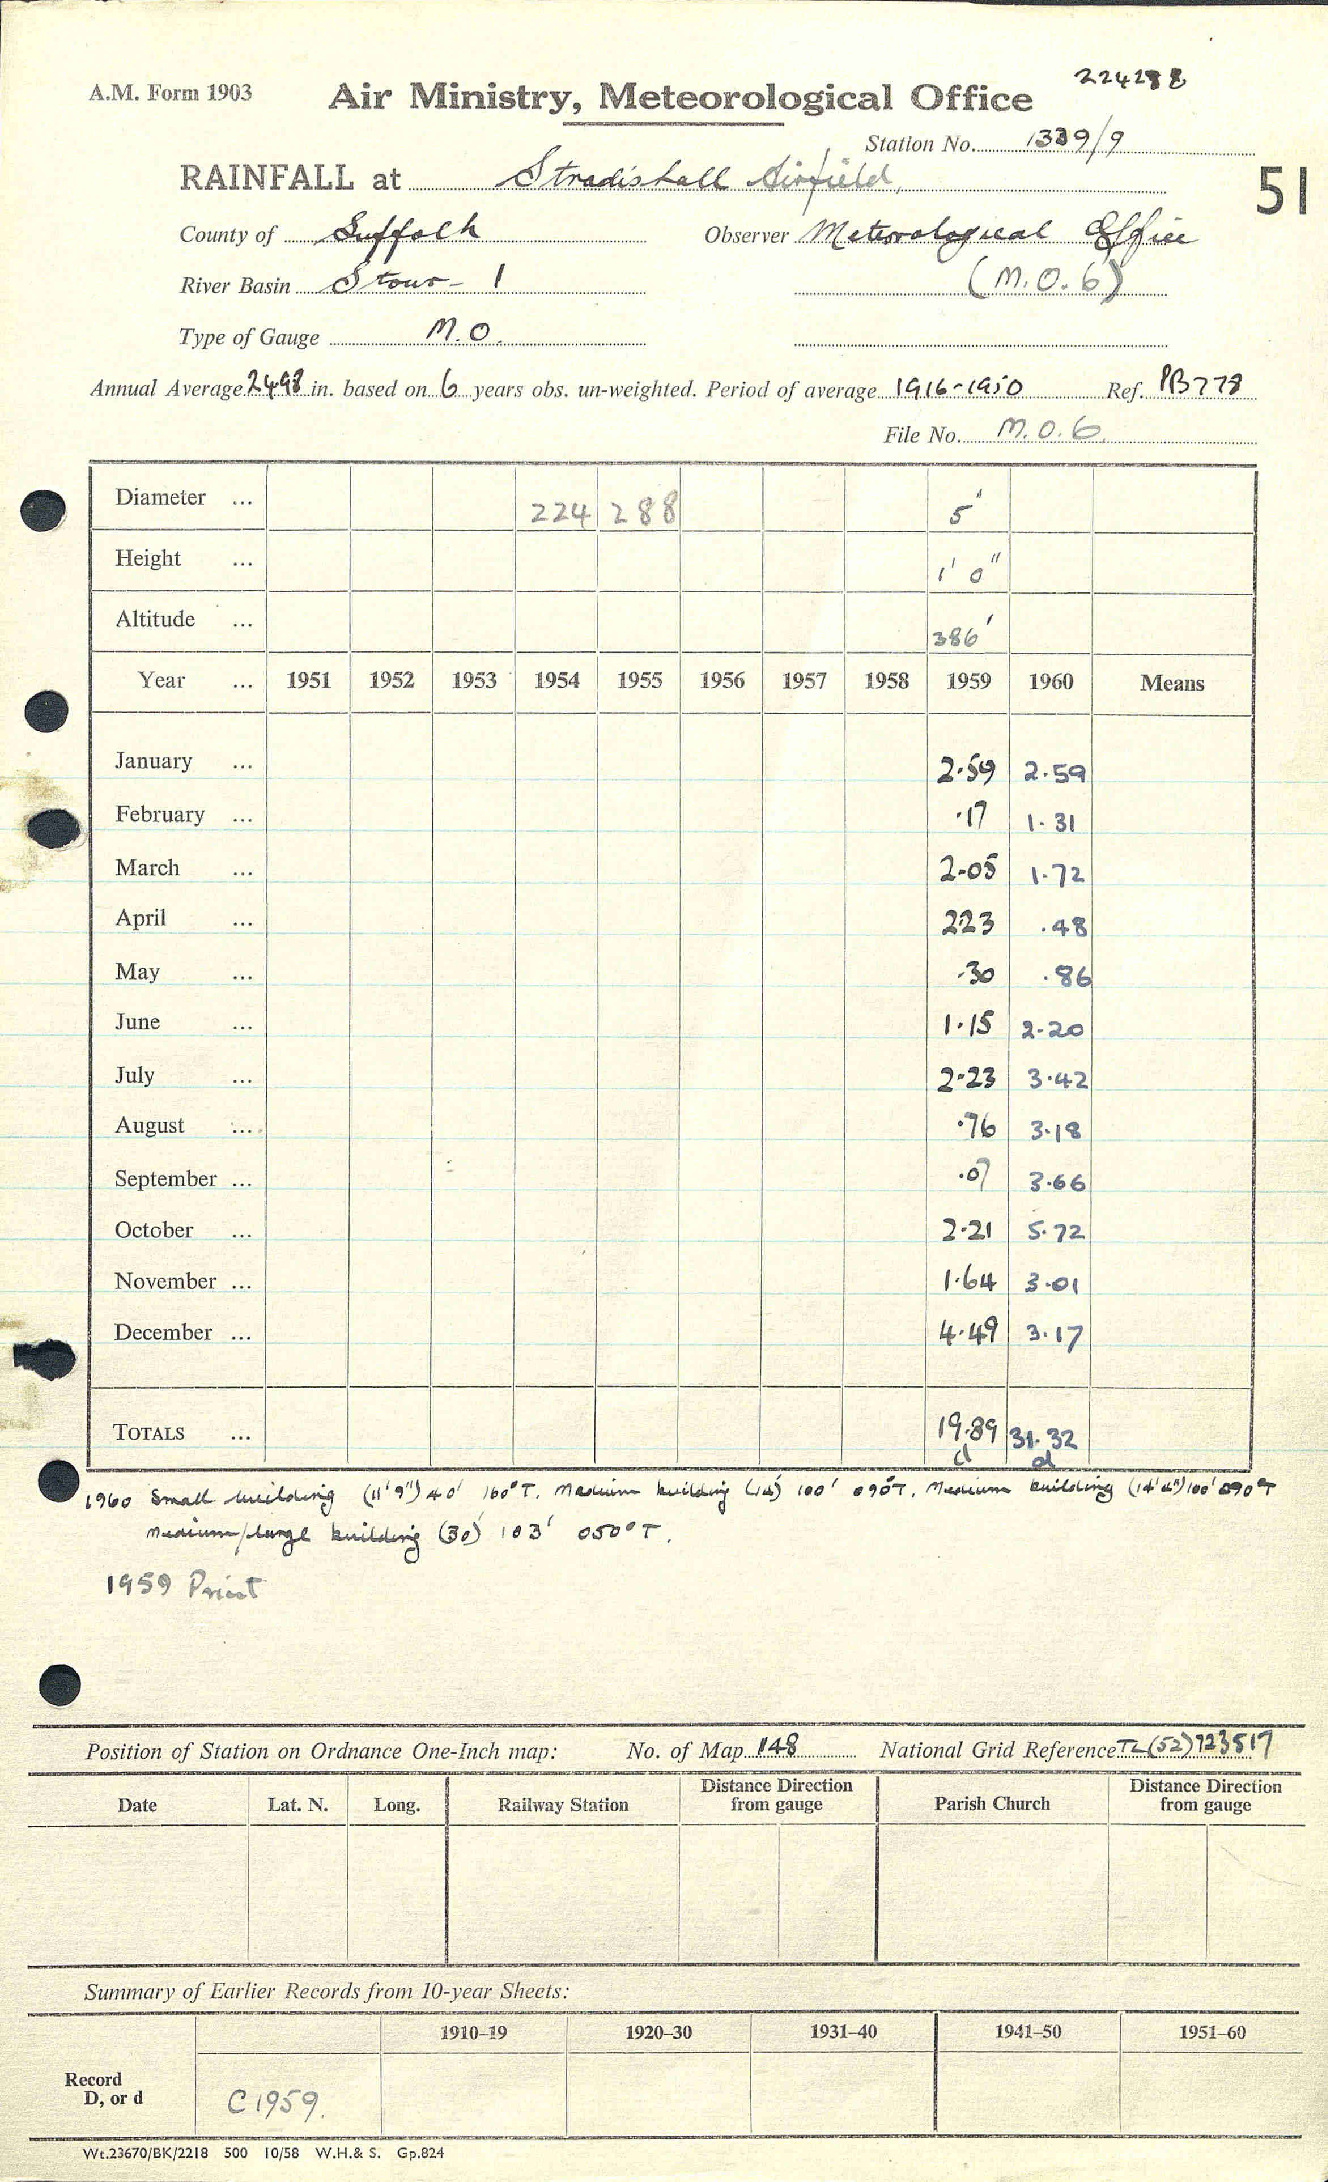 224288
A.M. Form 1903 Air Ministry, Meteorological Office
Station No. 1339/9
RAINFALL at Stradishall Airfield,
51
County of Suffolk Observer Meteorological Office
River Basin Stour - 1 (M.O.6)
Type of Gauge M.O.
Annual Average 24.98 in. based on 6 years obs. un-weighted. Period of average 1916-1950 Ref. PB778
File No. M.O.6.
Diameter ... 224 288 5'
Height ... 1' 0"
Altitude ... 386'
Year ... 1951 1952 1953 1954 1955 1956 1957 1958 1959 1960 Means
January ... 2.59 2.59
February ... .17 1.31
March ... 2.05 1.72
April ... 2.23 .48
May ... .30 .86
June ... 1.15 2.20
July ... 2.23 3.42
August ... .76 3.18
September ... .07 3.66
October ... 2.21 5.72
November ... 1.64 3.01
December ... 4.49 3.17
TOTALS ... 19.89 31.32
d d
1960 Small building (11'9") 40' 160°T. Medium building (14') 100' 090°T. Medium building (14'4") 100' 090°T
Medium/large building (30') 103' 050°T.
1959 Print
Position of Station on Ordnance One-Inch map: No. of Map 148 National Grid Reference TL(52)723517
Date Lat. N. Long. Railway Station Distance Direction from gauge Parish Church Distance Direction from gauge
Summary of Earlier Records from 10-year Sheets:
1910-19 1920-30 1931-40 1941-50 1951-60
Record
D, or d C 1959.
Wt.23670/BK/2218 500 10/58 W.H.& S. Gp.824